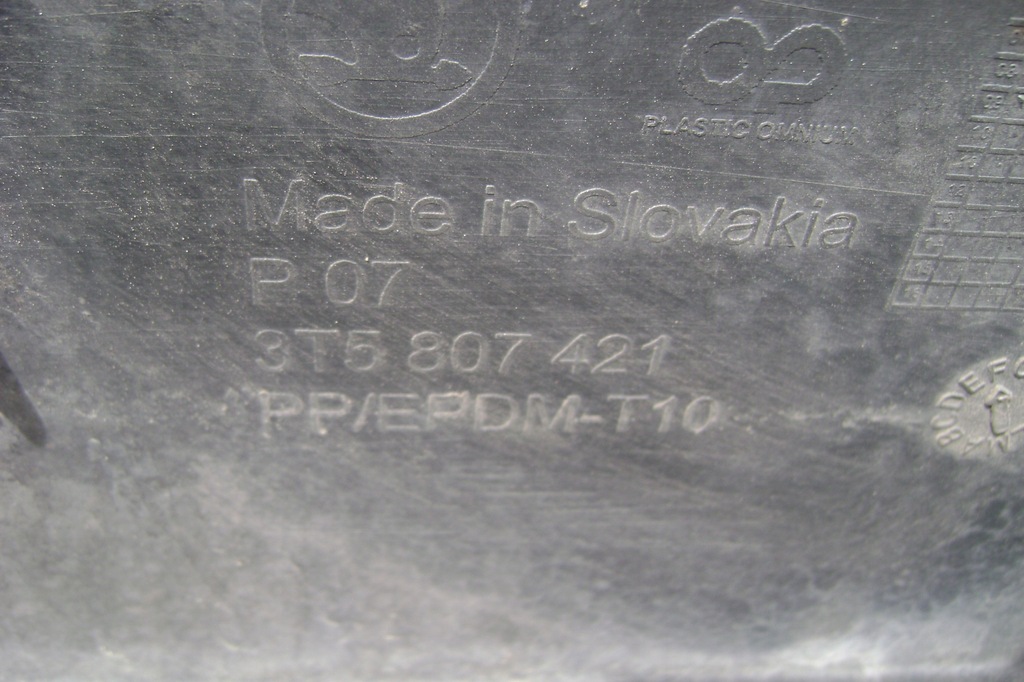 PLASTIC OMNIUM
Made in Slovakia
P 07
3T5 807 421
PP/EPDM-T10